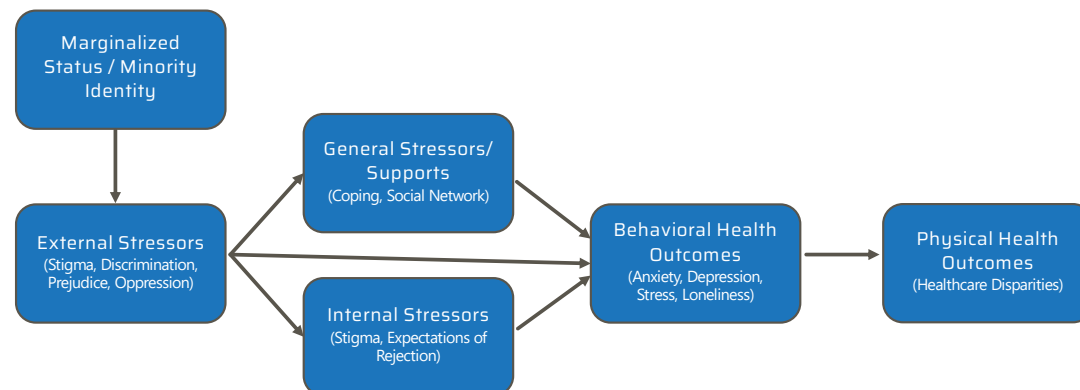 Marginalized
Status / Minority
Identity
General Stressors/
Supports
(Coping, Social Network)
External Stressors
(Stigma, Discrimination,
Prejudice, Oppression)
Internal Stressors
(Stigma, Expectations of
Rejection)
Behavioral Health
Outcomes
(Anxiety, Depression,
Stress, Loneliness)
Physical Health
Outcomes
(Healthcare Disparities)